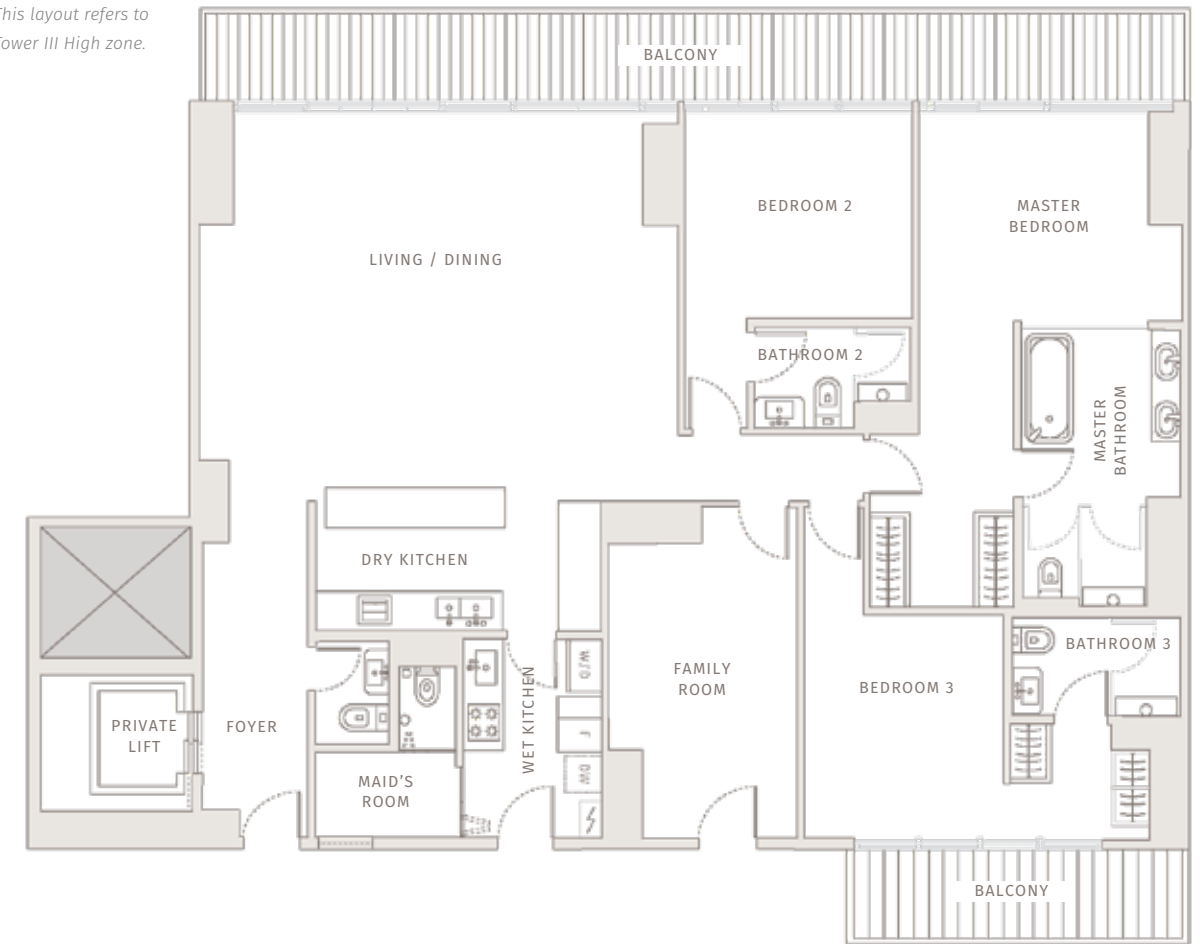 This layout refers to
Tower III High zone.
BALCONY
BEDROOM 2
MASTER
BEDROOM
LIVING / DINING
BATHROOM 2
MASTER
BATHROOM
DRY KITCHEN
W/D
F
DW
WET KITCHEN
FAMILY
ROOM
BEDROOM 3
BATHROOM 3
PRIVATE
LIFT
FOYER
MAID'S
ROOM
BALCONY